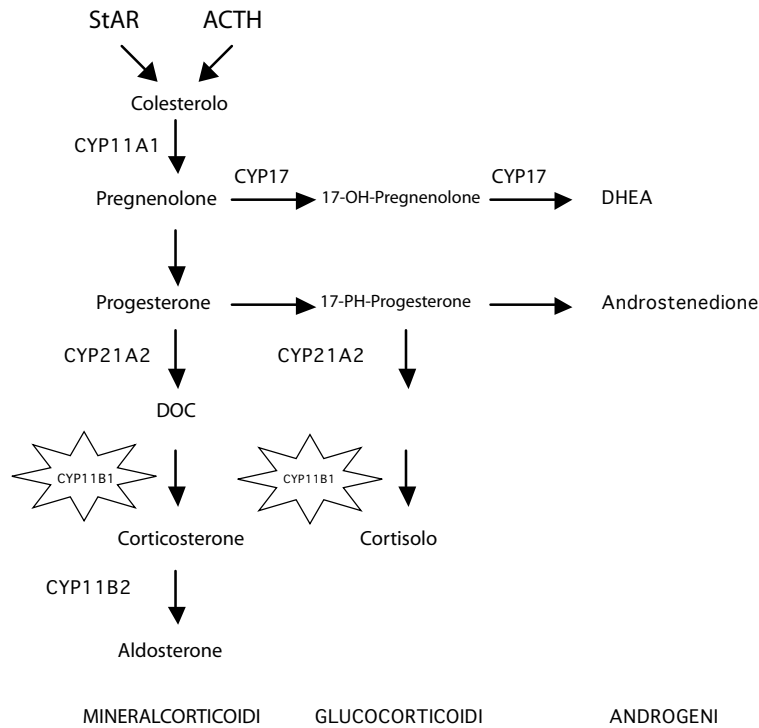 StAR ACTH
Colesterolo
CYP11A1
CYP17 CYP17
Pregnenolone 17-OH-Pregnenolone DHEA
Progesterone 17-PH-Progesterone Androstenedione
CYP21A2 CYP21A2
DOC
CYP11B1 CYP11B1
Corticosterone Cortisolo
CYP11B2
Aldosterone
MINERALCORTICOIDI GLUCOCORTICOIDI ANDROGENI